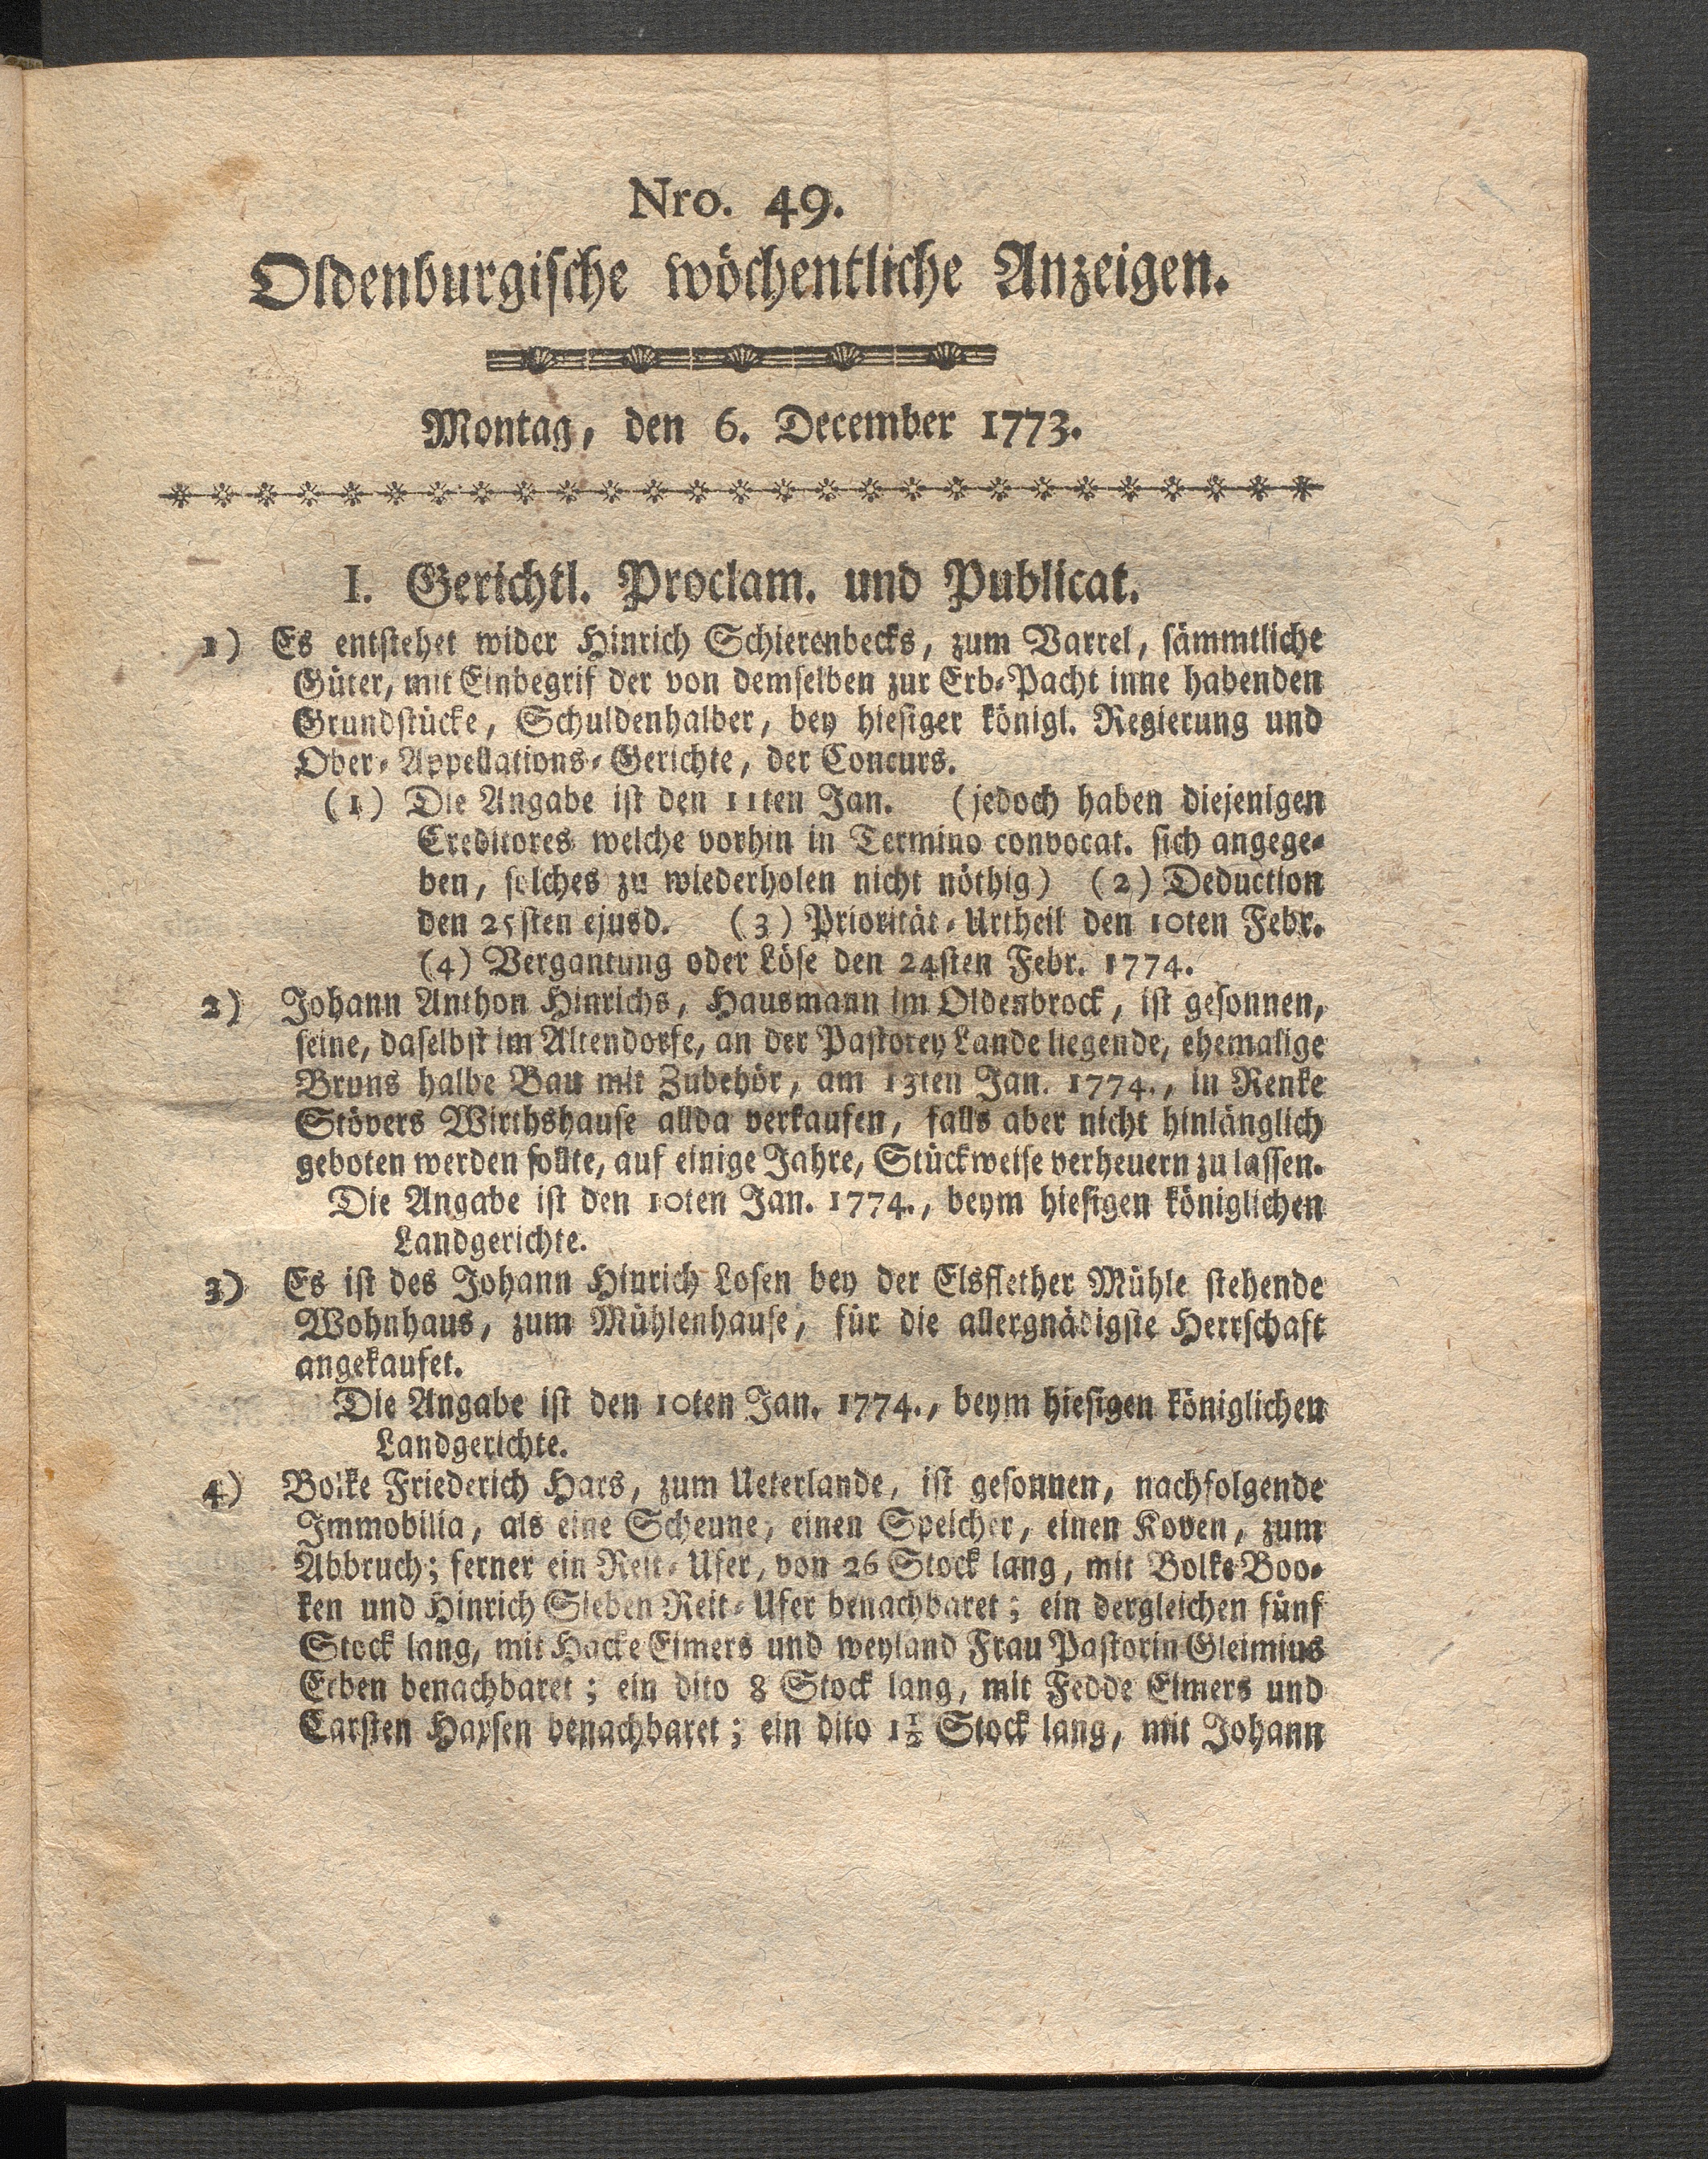 Nro. 49.
Oldenburgische wöchentliche Anzeigen.
Montag, den 6. December 1773.
I. Gerichtl. Proclam. und Publicat.
1) Es entstehet wider Hinrich Schierenbecks, zum Varrel, sämmtliche
Güter, mit Einbegrif der von demselben zur Erb-Pacht inne habenden
Grundstücke, Schuldenhalber, bey hiesiger königl. Regierung und
Ober-Appellations-Gerichte, der Concurs.
(1) Die Angabe ist den 11ten Jan. (jedoch haben diejenigen
Creditores welche vorhin in Termino convocat. sich angege-
ben, solches zu wiederholen nicht nöthig) (2) Deduction
den 25sten ejusd. (3) Priorität-Urtheil den 10ten Febr.
(4) Vergantung oder Löse den 24sten Febr. 1774.
2) Johann Anthon Hinrichs, Hausmann im Oldenbrock, ist gesonnen,
seine, daselbst im Altendorfe, an der Pastorey Lande liegende, ehemalige
Bruns halbe Bau mit Zubehör, am 13ten Jan. 1774., in Renke
Stövers Wirthshause allda verkaufen, falls aber nicht hinlänglich
geboten werden sollte, auf einige Jahre, Stückweise verheuern zu lassen.
Die Angabe ist den 10ten Jan. 1774., beym hiesigen königlichen
Landgerichte.
3) Es ist des Johann Hinrich Losen bey der Elsflether Mühle stehende
Wohnhaus, zum Mühlenhause, für die allergnädigste Herrschaft
angekaufet.
Die Angabe ist den 10ten Jan. 1774., beym hiesigen königlichen
Landgerichte.
4) Bolke Friederich Hars, zum Ueterlande, ist gesonnen, nachfolgende
Immobilia, als eine Scheune, einen Speicher, einen Koven, zum
Abbruch; ferner ein Reit-Ufer, von 26 Stock lang, mit Bolke Boo-
ken und Hinrich Sieben Reit-Ufer benachbaret; ein dergleichen fünf
Stock lang, mit Hacke Eimers und weyland Frau Pastorin Gleimius
Erben benachbaret; ein dito 8 Stock lang, mit Fedde Eimers und
Carsten Haysen benachbaret; ein dito 1½ Stock lang, mit Johann